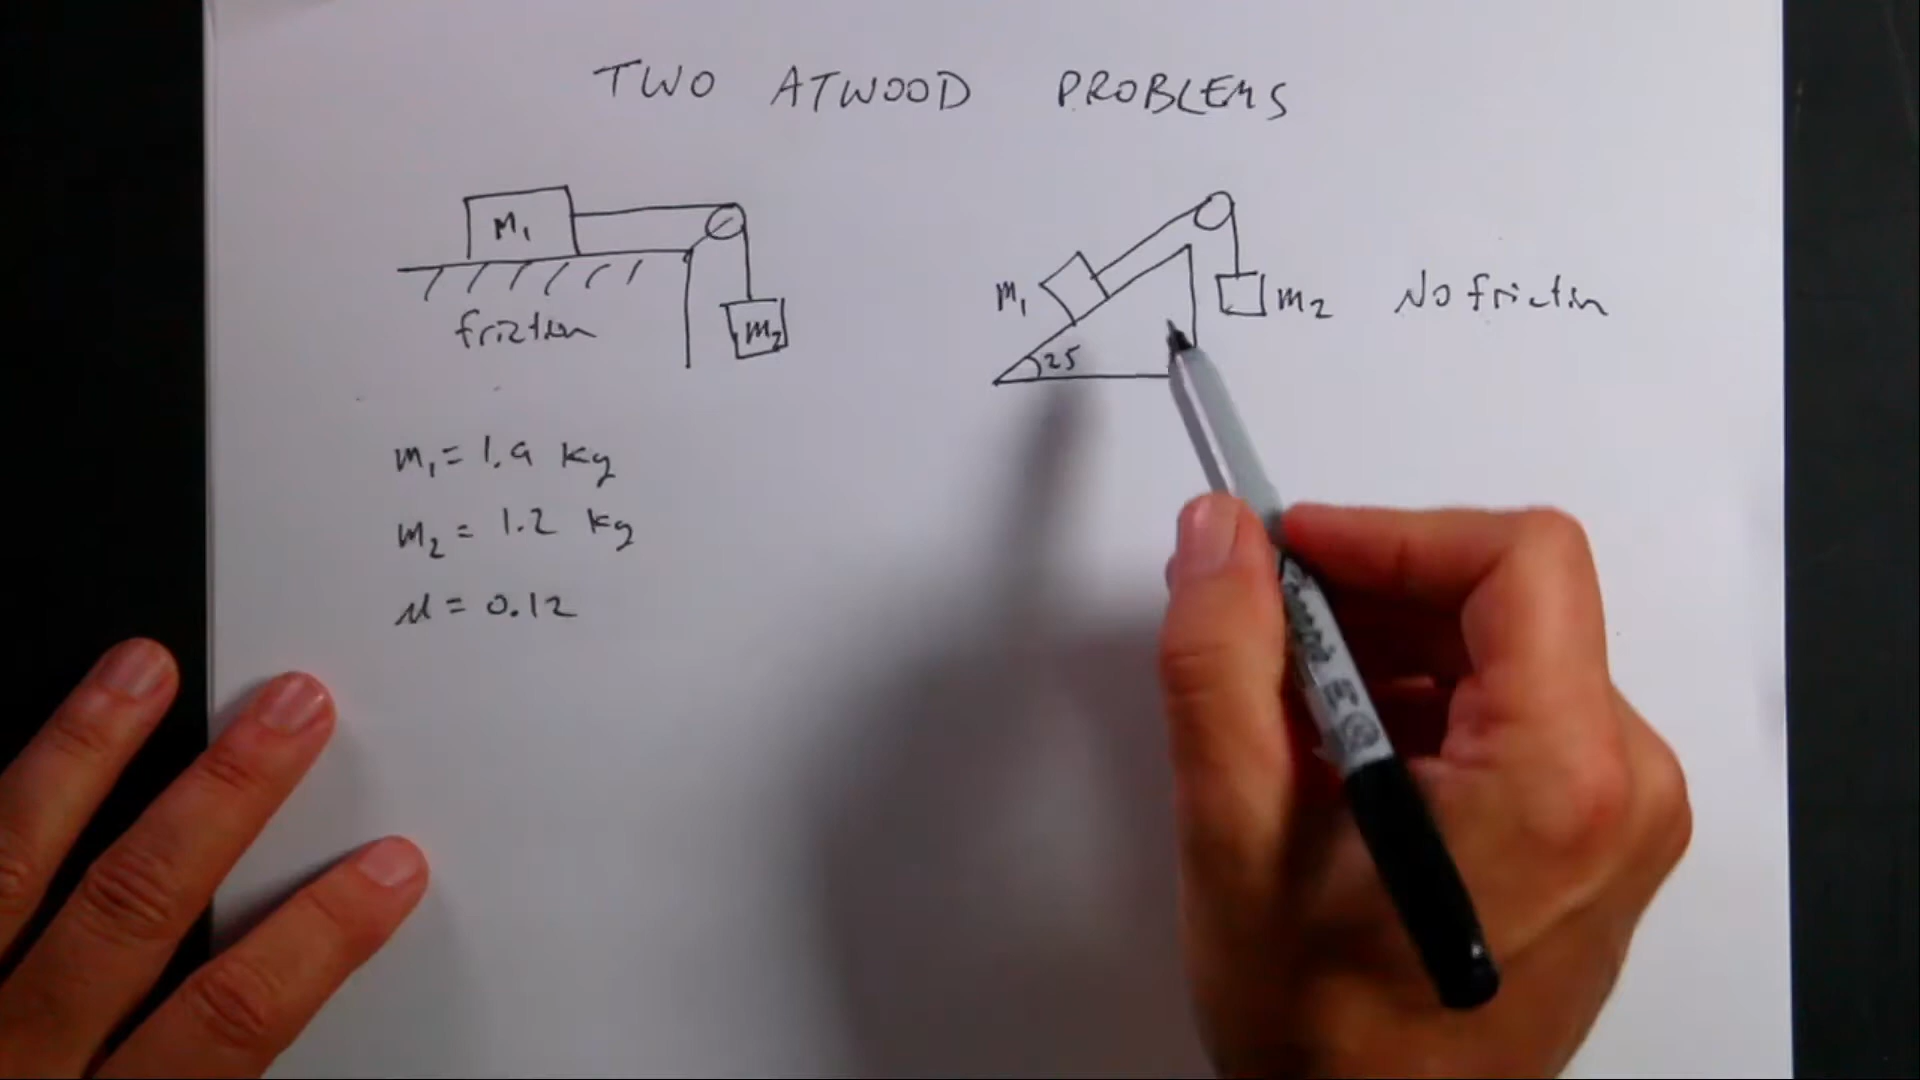 TWO ATWOOD PROBLEMS
M₁
m₂
friction
m₁ = 1.9 kg
m₂ = 1.2 kg
μ = 0.12
m₁
25
m₂
No friction